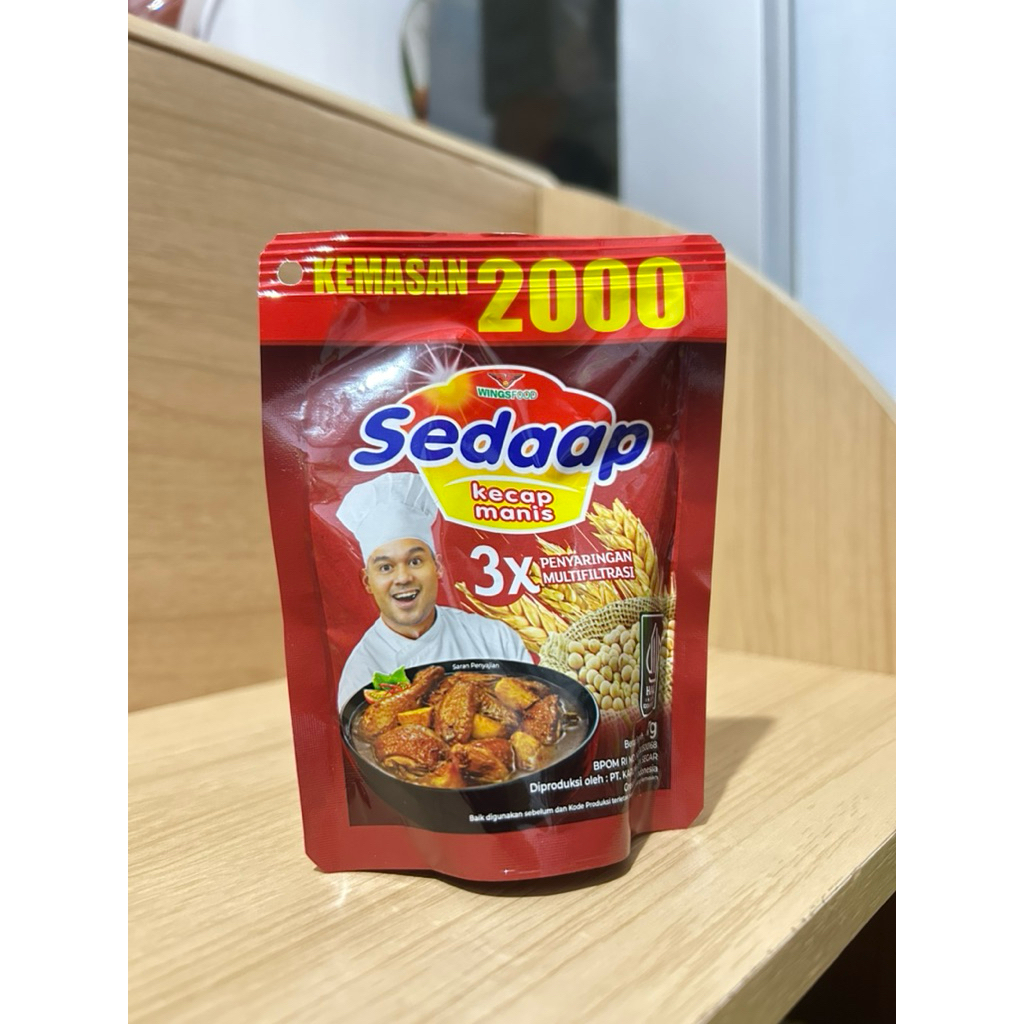 KEMASAN 2000
WINGSFOOD
Sedaap
kecap
manis
3x PENYARINGAN
MULTIFILTRASI
Saran Penyajian
BPOM RI
Diproduksi oleh : PT.
Baik digunakan sebelum dan Kode Produksi